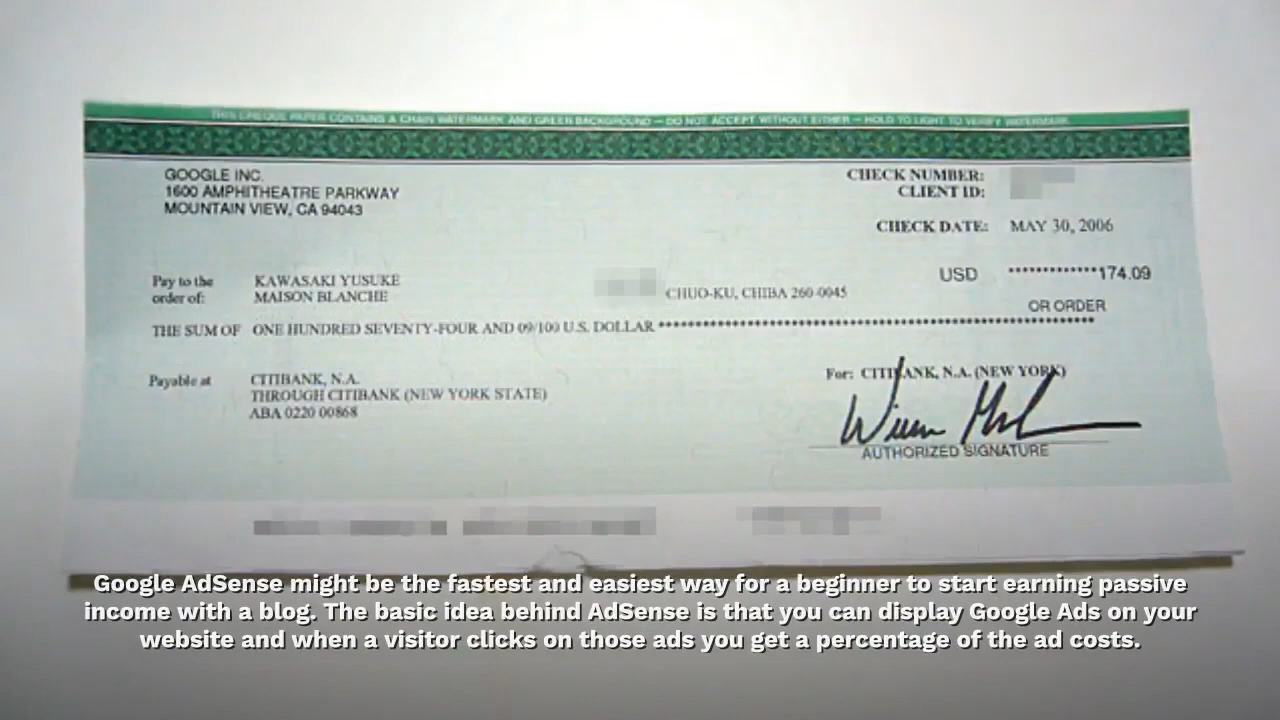 THIS CHEQUE PAPER CONTAINS A CHAIN WATERMARK AND GREEN BACKGROUND — DO NOT ACCEPT WITHOUT EITHER — HOLD TO LIGHT TO VERIFY WATERMARK
GOOGLE INC.
1600 AMPHITHEATRE PARKWAY
MOUNTAIN VIEW, CA 94043
CHECK NUMBER:
CLIENT ID:
CHECK DATE: MAY 30, 2006
Pay to the order of:
KAWASAKI YUSUKE
MAISON BLANCHE
CHUO-KU, CHIBA 260-0045
USD *************174.09
OR ORDER
THE SUM OF ONE HUNDRED SEVENTY-FOUR AND 09/100 U.S. DOLLAR
Payable at
CITIBANK, N.A.
THROUGH CITIBANK (NEW YORK STATE)
ABA 0220 00868
For: CITIBANK, N.A. (NEW YORK)
AUTHORIZED SIGNATURE
Google AdSense might be the fastest and easiest way for a beginner to start earning passive
income with a blog. The basic idea behind AdSense is that you can display Google Ads on your
website and when a visitor clicks on those ads you get a percentage of the ad costs.